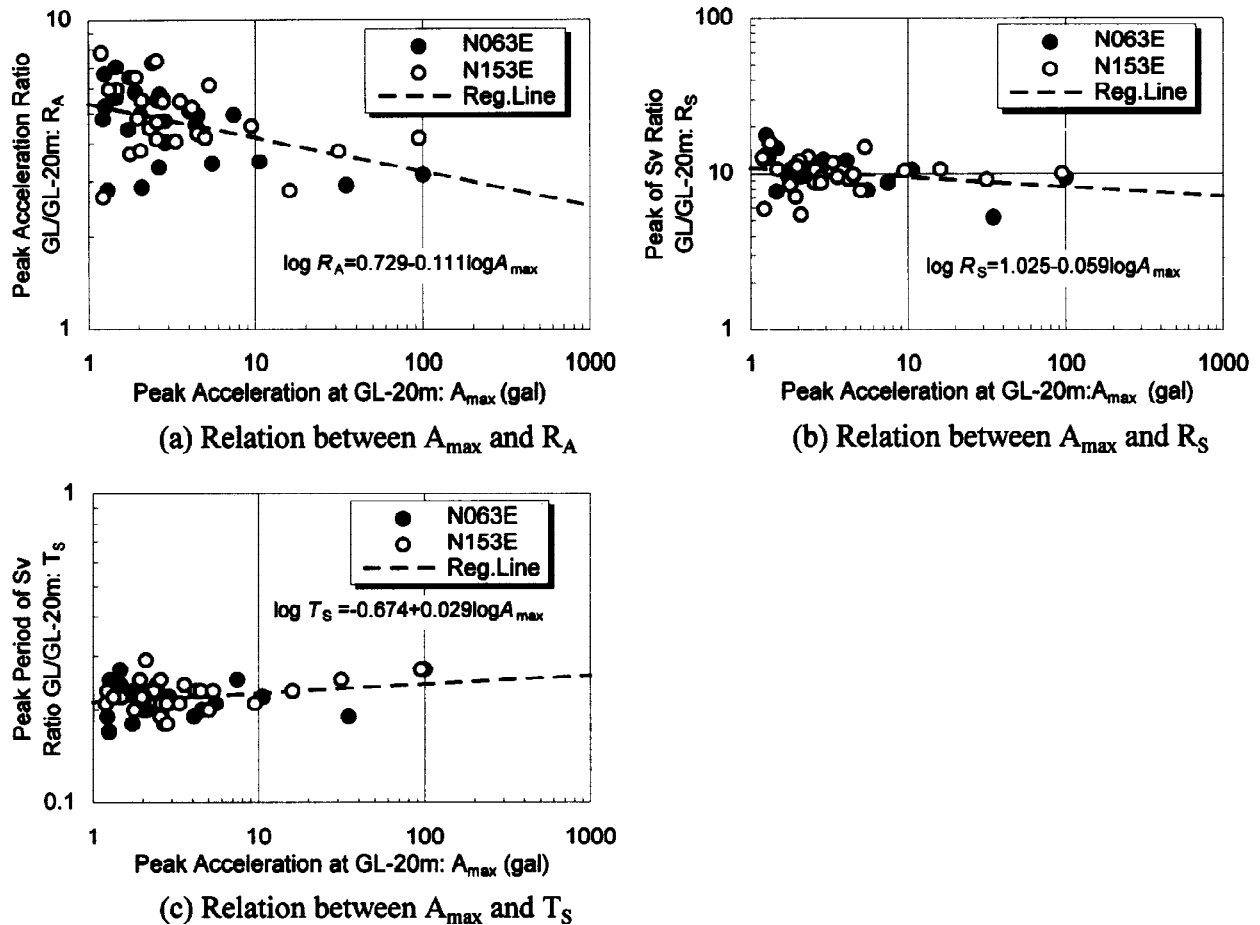 10
N063E
N153E
Reg.Line
Peak Acceleration Ratio
GL/GL-20m: R_A
log R_A=0.729-0.111logA_max
1
1 10 100 1000
Peak Acceleration at GL-20m: A_max (gal)
(a) Relation between A_max and R_A
100
N063E
N153E
Reg.Line
Peak of Sv Ratio
GL/GL-20m: R_S
10
log R_S=1.025-0.059logA_max
1
1 10 100 1000
Peak Acceleration at GL-20m:A_max (gal)
(b) Relation between A_max and R_S
1
N063E
N153E
Reg.Line
Peak Period of Sv
Ratio GL/GL-20m: T_S
log T_S =-0.674+0.029logA_max
0.1
1 10 100 1000
Peak Acceleration at GL-20m: A_max (gal)
(c) Relation between A_max and T_S